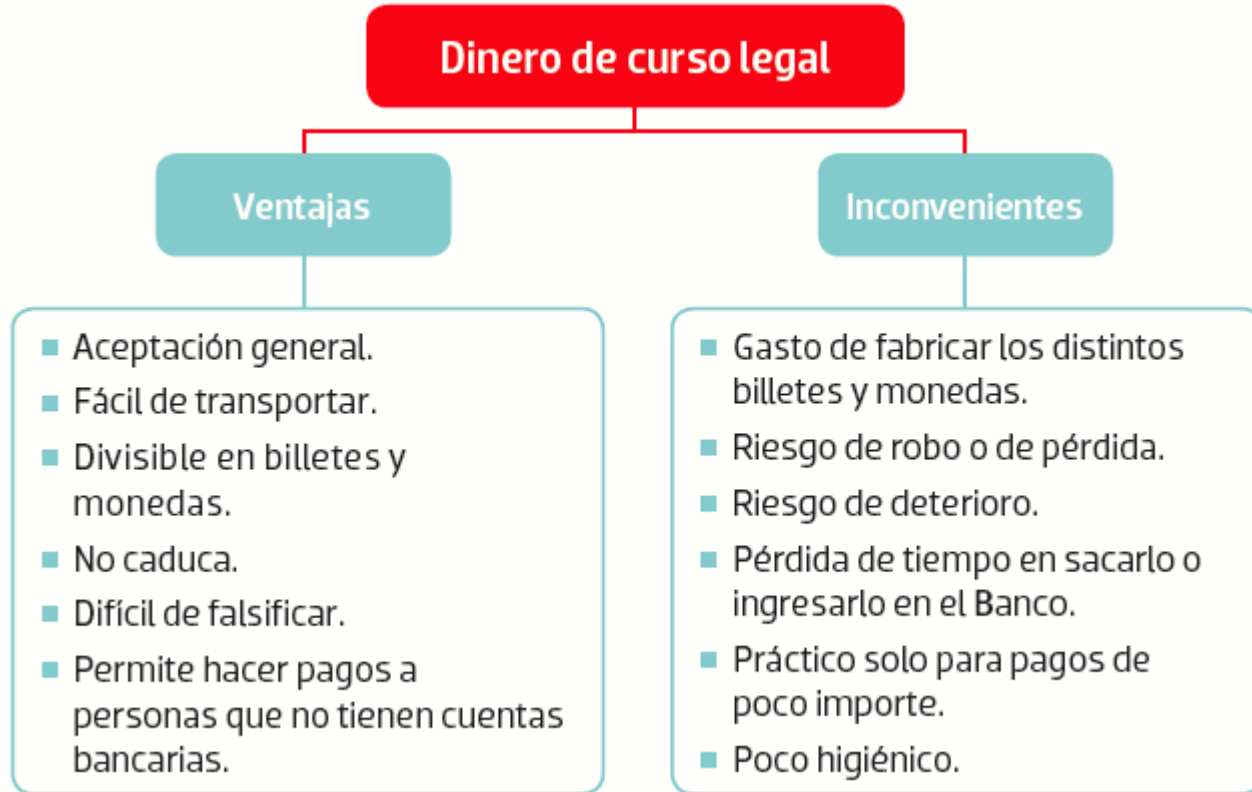 Dinero de curso legal
Ventajas
Inconvenientes
Aceptación general.
Fácil de transportar.
Divisible en billetes y
monedas.
No caduca.
Difícil de falsificar.
Permite hacer pagos a
personas que no tienen cuentas
bancarias.
Gasto de fabricar los distintos
billetes y monedas.
Riesgo de robo o de pérdida.
Riesgo de deterioro.
Pérdida de tiempo en sacarlo o
ingresarlo en el Banco.
Práctico solo para pagos de
poco importe.
Poco higiénico.